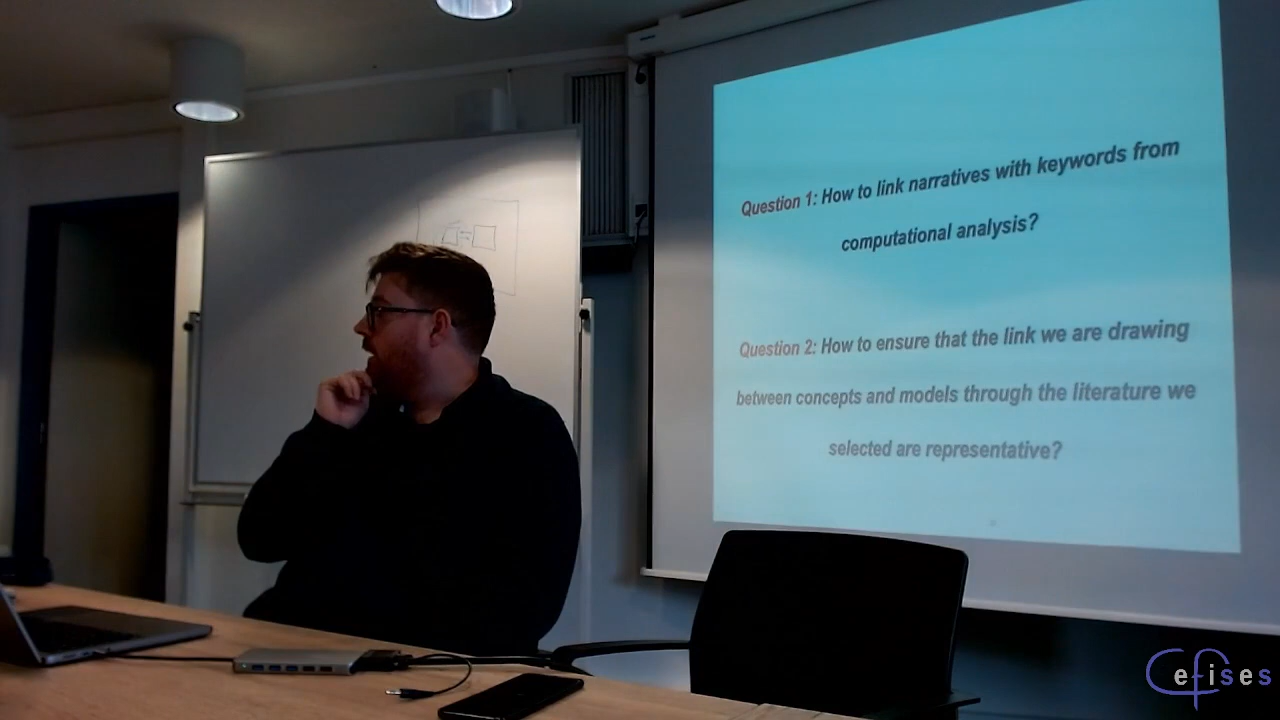 Question 1: How to link narratives with keywords from
computational analysis?
Question 2: How to ensure that the link we are drawing
between concepts and models through the literature we
selected are representative?
Cefises